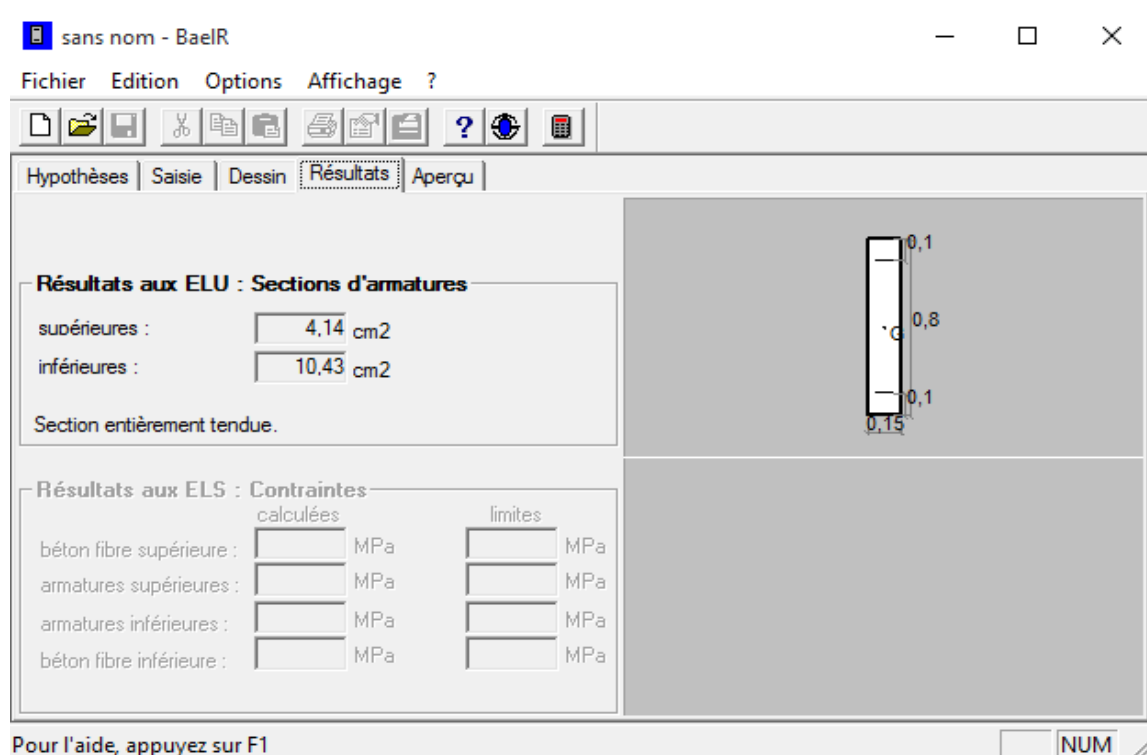 sans nom - BaelR
Fichier Edition Options Affichage ?
Hypothèses Saisie Dessin Résultats Aperçu
Résultats aux ELU : Sections d'armatures
supérieures : 4,14 cm2
inférieures : 10,43 cm2
Section entièrement tendue.
Résultats aux ELS : Contraintes
calculées limites
béton fibre supérieure : MPa MPa
armatures supérieures : MPa MPa
armatures inférieures : MPa MPa
béton fibre inférieure : MPa MPa
0,1
G 0,8
0,1
0,15
Pour l'aide, appuyez sur F1 NUM